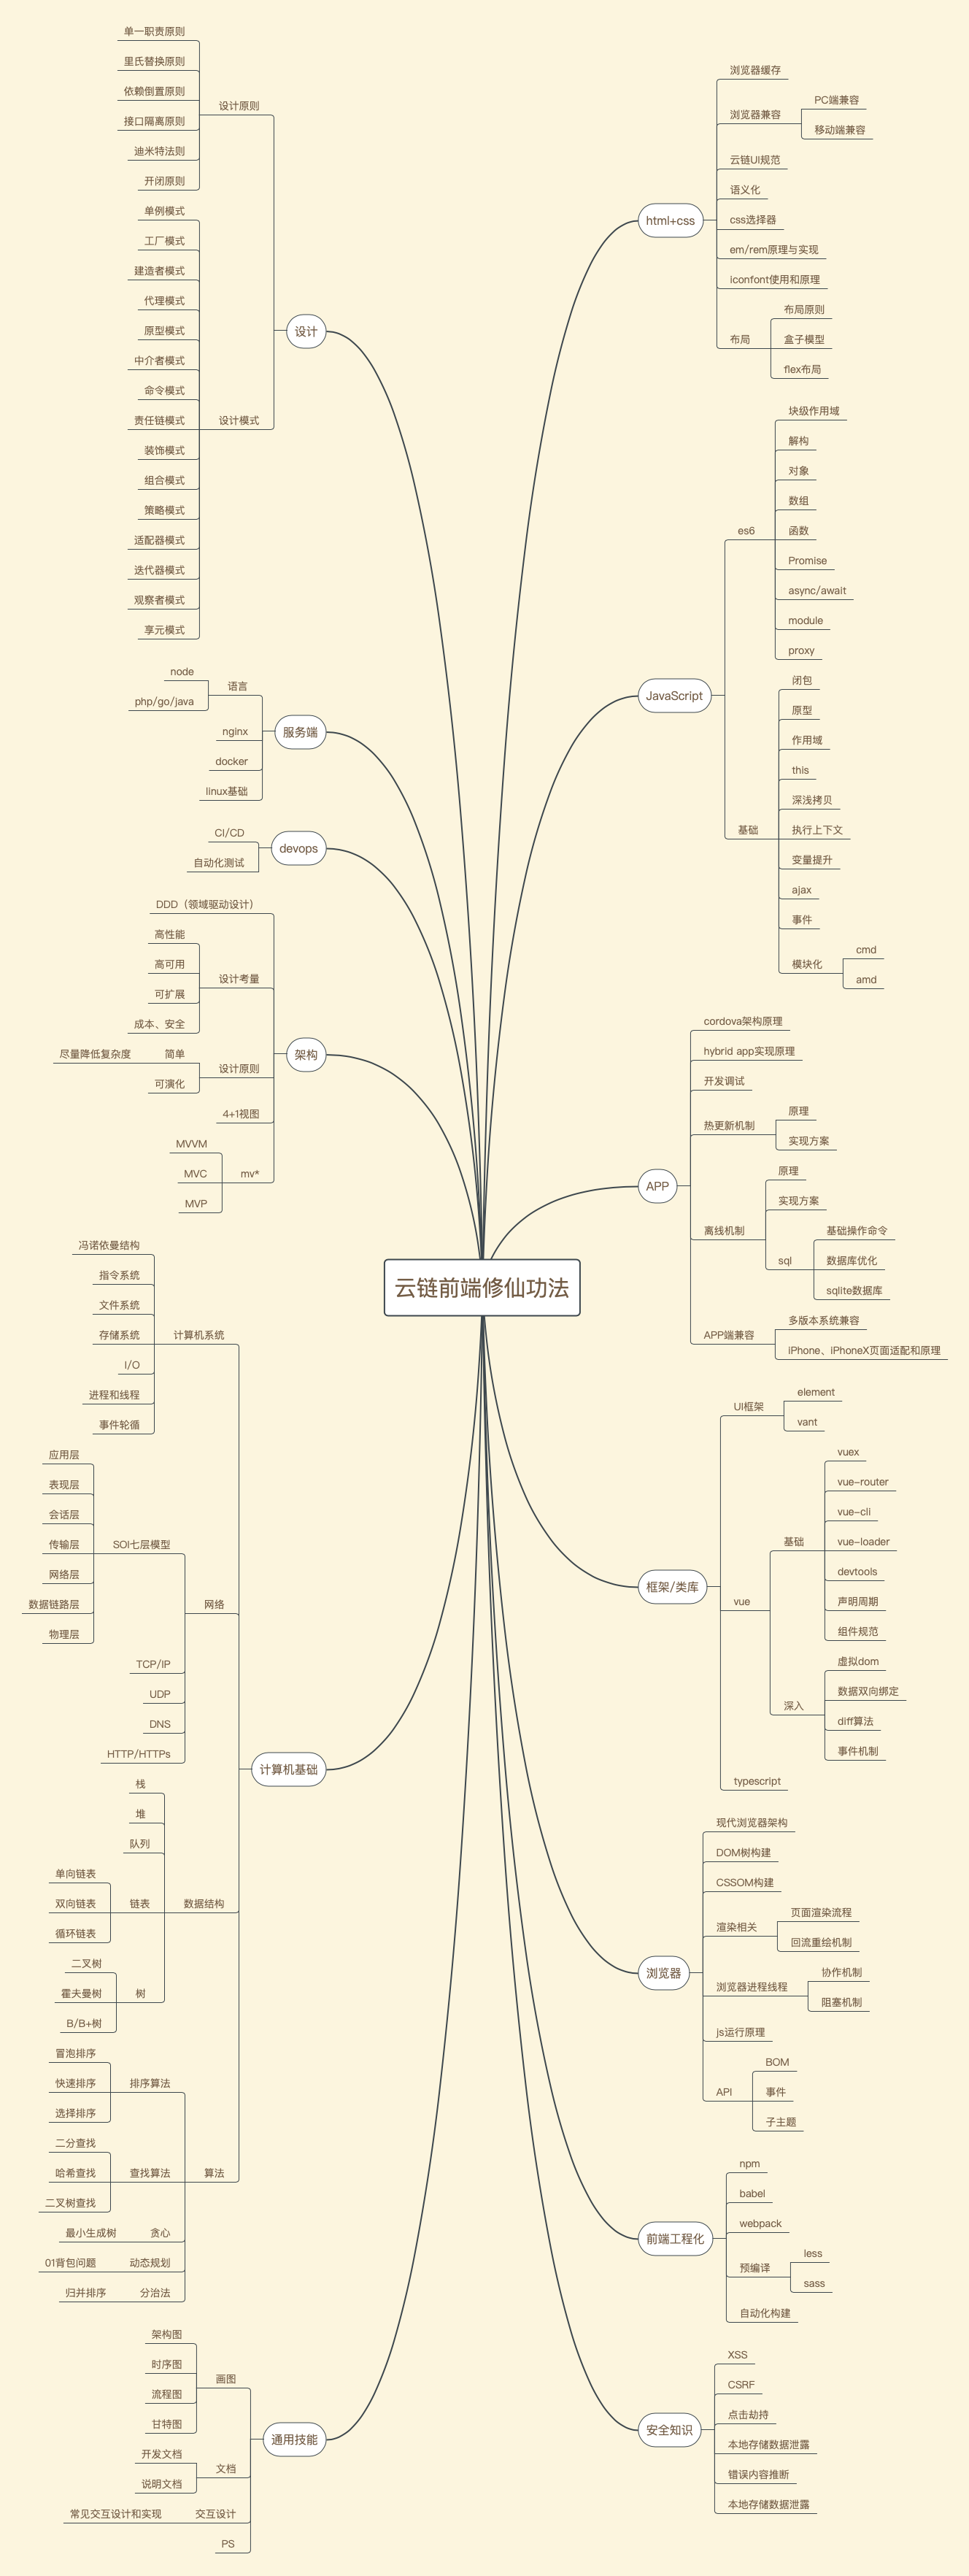 云链前端修仙功法
html+css
浏览器缓存
浏览器兼容
PC端兼容
移动端兼容
云链UI规范
语义化
css选择器
em/rem原理与实现
iconfont使用和原理
布局
布局原则
盒子模型
flex布局
JavaScript
es6
块级作用域
解构
对象
数组
函数
Promise
async/await
module
proxy
基础
闭包
原型
作用域
this
深浅拷贝
执行上下文
变量提升
ajax
事件
模块化
cmd
amd
APP
cordova架构原理
hybrid app实现原理
开发调试
热更新机制
原理
实现方案
离线机制
原理
实现方案
sql
基础操作命令
数据库优化
sqlite数据库
APP端兼容
多版本系统兼容
iPhone、iPhoneX页面适配和原理
框架/类库
UI框架
element
vant
vue
基础
vuex
vue-router
vue-cli
vue-loader
devtools
声明周期
组件规范
深入
虚拟dom
数据双向绑定
diff算法
事件机制
typescript
浏览器
现代浏览器架构
DOM树构建
CSSOM构建
渲染相关
页面渲染流程
回流重绘机制
浏览器进程线程
协作机制
阻塞机制
js运行原理
API
BOM
事件
子主题
前端工程化
npm
babel
webpack
预编译
less
sass
自动化构建
安全知识
XSS
CSRF
点击劫持
本地存储数据泄露
错误内容推断
本地存储数据泄露
设计
设计原则
单一职责原则
里氏替换原则
依赖倒置原则
接口隔离原则
迪米特法则
开闭原则
设计模式
单例模式
工厂模式
建造者模式
代理模式
原型模式
中介者模式
命令模式
责任链模式
装饰模式
组合模式
策略模式
适配器模式
迭代器模式
观察者模式
享元模式
服务端
语言
node
php/go/java
nginx
docker
linux基础
devops
CI/CD
自动化测试
架构
DDD（领域驱动设计）
设计考量
高性能
高可用
可扩展
成本、安全
设计原则
简单
尽量降低复杂度
可演化
4+1视图
mv*
MVVM
MVC
MVP
计算机基础
计算机系统
冯诺依曼结构
指令系统
文件系统
存储系统
I/O
进程和线程
事件轮循
网络
SOI七层模型
应用层
表现层
会话层
传输层
网络层
数据链路层
物理层
TCP/IP
UDP
DNS
HTTP/HTTPs
数据结构
栈
堆
队列
链表
单向链表
双向链表
循环链表
树
二叉树
霍夫曼树
B/B+树
算法
排序算法
冒泡排序
快速排序
选择排序
查找算法
二分查找
哈希查找
二叉树查找
贪心
最小生成树
动态规划
01背包问题
分治法
归并排序
通用技能
画图
架构图
时序图
流程图
甘特图
文档
开发文档
说明文档
交互设计
常见交互设计和实现
PS